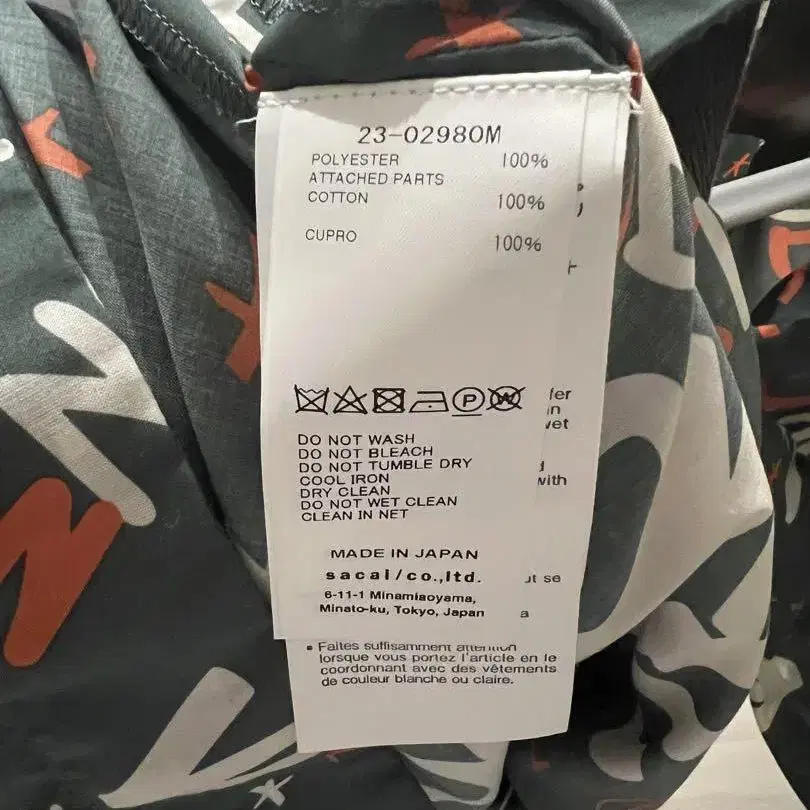 23-02980M
POLYESTER 100%
ATTACHED PARTS
COTTON 100%
CUPRO 100%
P W
DO NOT WASH
DO NOT BLEACH
DO NOT TUMBLE DRY
COOL IRON
DRY CLEAN
DO NOT WET CLEAN
CLEAN IN NET
MADE IN JAPAN
sacai/co.,ltd.
6-11-1 Minamiaoyama,
Minato-ku, Tokyo, Japan
with
• Faites suffisamment attention
lorsque vous portez l'article en le
coordonnant avec des vêtements
de couleur blanche ou claire.